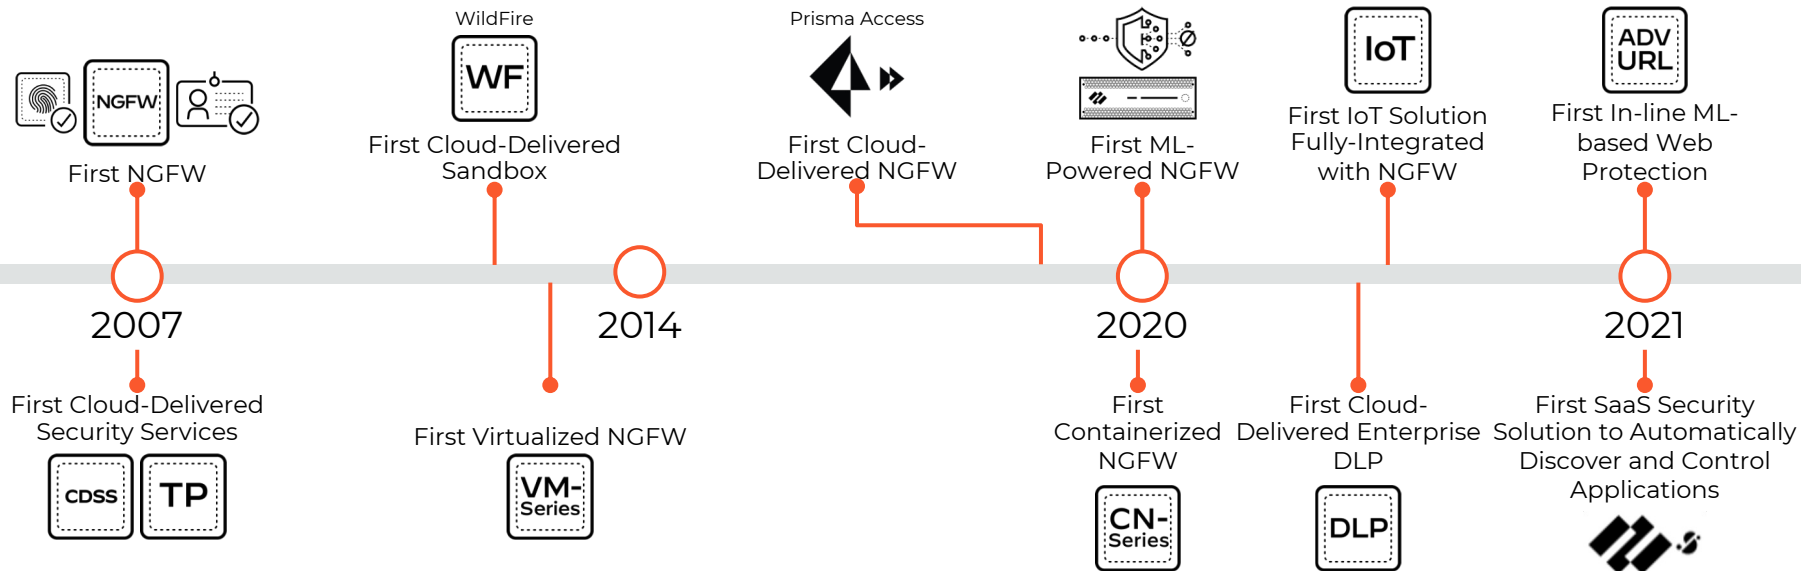 NGFW
First NGFW
WildFire
WF
First Cloud-Delivered
Sandbox
Prisma Access
First Cloud-
Delivered NGFW
First ML-
Powered NGFW
IoT
First IoT Solution
Fully-Integrated
with NGFW
ADV
URL
First In-line ML-
based Web
Protection
2007
2014
2020
2021
First Cloud-Delivered
Security Services
CDSS
TP
First Virtualized NGFW
VM-
Series
First
Containerized
NGFW
CN-
Series
First Cloud-
Delivered Enterprise
DLP
DLP
First SaaS Security
Solution to Automatically
Discover and Control
Applications